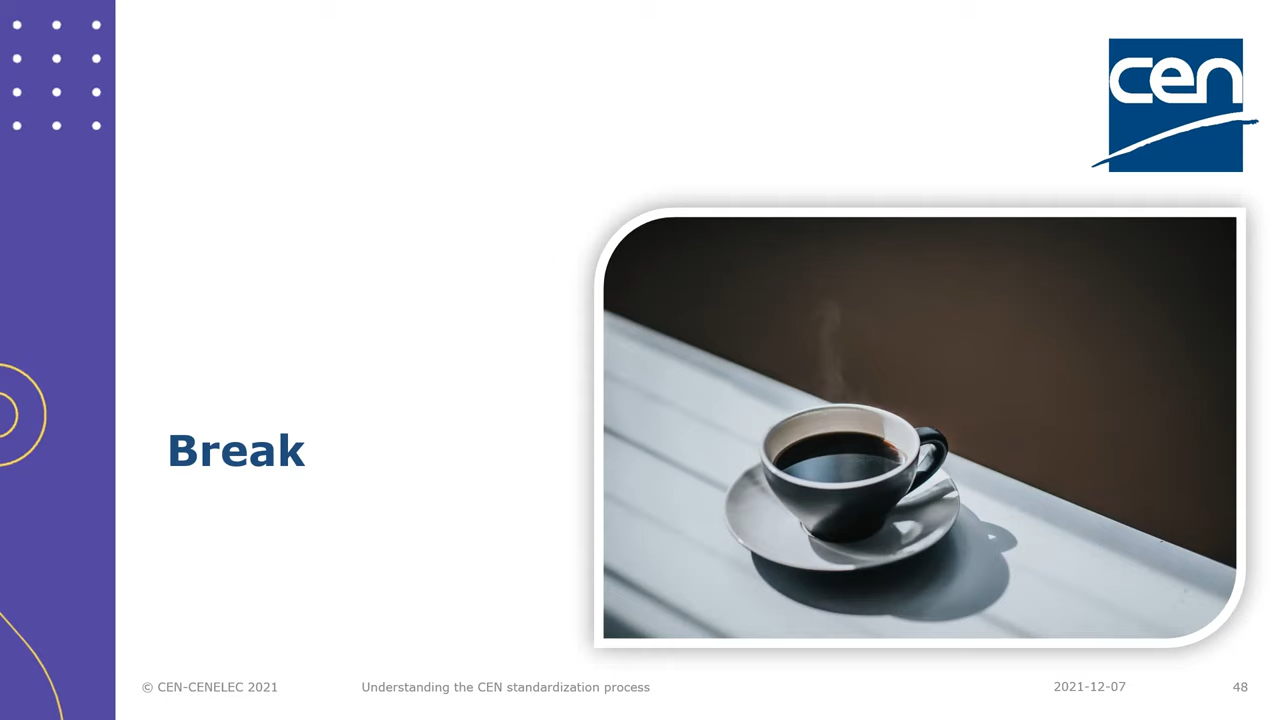 cen
Break
© CEN-CENELEC 2021
Understanding the CEN standardization process
2021-12-07
48